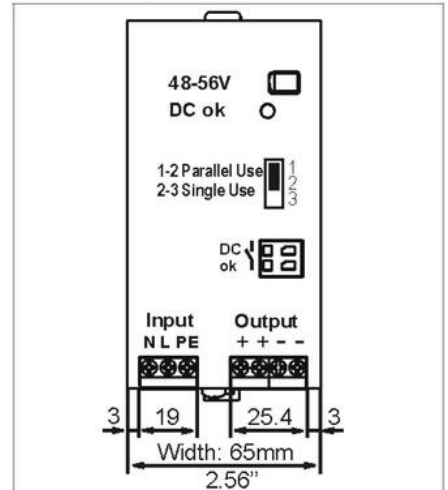 48-56V
DC ok
1-2 Parallel Use
2-3 Single Use
1
2
3
DC
ok
Input Output
N L PE + + - -
3 19 25.4 3
Width: 65mm
2.56"